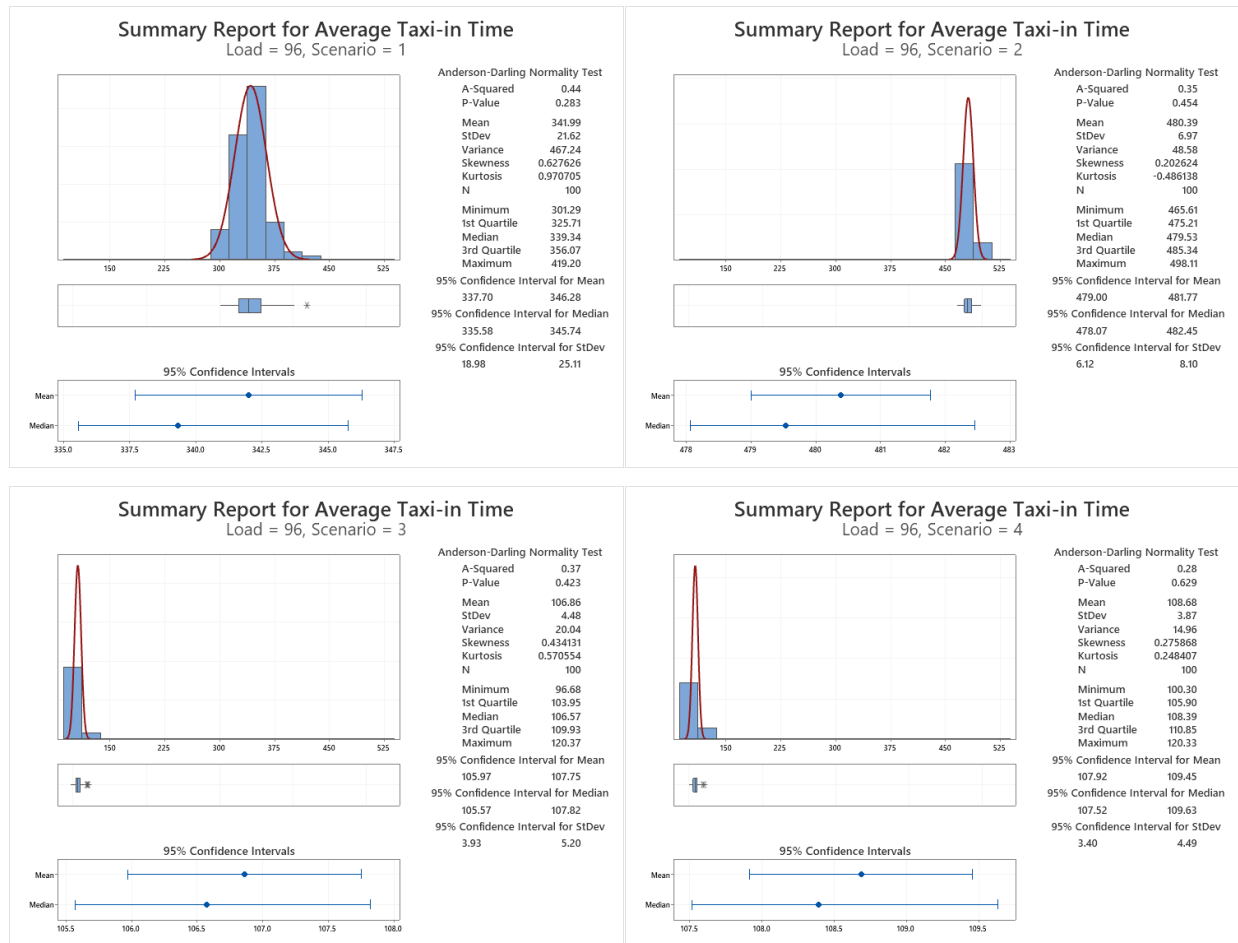 Summary Report for Average Taxi-in Time
Load = 96, Scenario = 1
Anderson-Darling Normality Test
A-Squared 0.44
P-Value 0.283
Mean 341.99
StDev 21.62
Variance 467.24
Skewness 0.627626
Kurtosis 0.970705
N 100
Minimum 301.29
1st Quartile 325.71
Median 339.34
3rd Quartile 356.07
Maximum 419.20
95% Confidence Interval for Mean
337.70 346.28
95% Confidence Interval for Median
335.58 345.74
95% Confidence Interval for StDev
18.98 25.11
150 225 300 375 450 525
95% Confidence Intervals
Mean
Median
335.0 337.5 340.0 342.5 345.0 347.5
Summary Report for Average Taxi-in Time
Load = 96, Scenario = 2
Anderson-Darling Normality Test
A-Squared 0.35
P-Value 0.454
Mean 480.39
StDev 6.97
Variance 48.58
Skewness 0.202624
Kurtosis -0.486138
N 100
Minimum 465.61
1st Quartile 475.21
Median 479.53
3rd Quartile 485.34
Maximum 498.11
95% Confidence Interval for Mean
479.00 481.77
95% Confidence Interval for Median
478.07 482.45
95% Confidence Interval for StDev
6.12 8.10
150 225 300 375 450 525
95% Confidence Intervals
Mean
Median
478 479 480 481 482 483
Summary Report for Average Taxi-in Time
Load = 96, Scenario = 3
Anderson-Darling Normality Test
A-Squared 0.37
P-Value 0.423
Mean 106.86
StDev 4.48
Variance 20.04
Skewness 0.434131
Kurtosis 0.570554
N 100
Minimum 96.68
1st Quartile 103.95
Median 106.57
3rd Quartile 109.93
Maximum 120.37
95% Confidence Interval for Mean
105.97 107.75
95% Confidence Interval for Median
105.57 107.82
95% Confidence Interval for StDev
3.93 5.20
150 225 300 375 450 525
95% Confidence Intervals
Mean
Median
105.5 106.0 106.5 107.0 107.5 108.0
Summary Report for Average Taxi-in Time
Load = 96, Scenario = 4
Anderson-Darling Normality Test
A-Squared 0.28
P-Value 0.629
Mean 108.68
StDev 3.87
Variance 14.96
Skewness 0.275868
Kurtosis 0.248407
N 100
Minimum 100.30
1st Quartile 105.90
Median 108.39
3rd Quartile 110.85
Maximum 120.33
95% Confidence Interval for Mean
107.92 109.45
95% Confidence Interval for Median
107.52 109.63
95% Confidence Interval for StDev
3.40 4.49
150 225 300 375 450 525
95% Confidence Intervals
Mean
Median
107.5 108.0 108.5 109.0 109.5